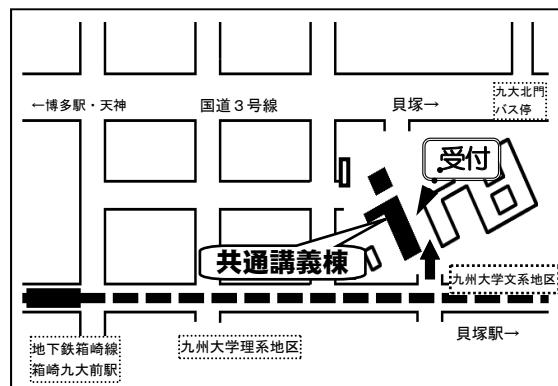 九大北門
バス停
←博多駅・天神
国道3号線
貝塚→
受付
共通講義棟
九州大学文系地区
地下鉄箱崎線
箱崎九大前駅
九州大学理系地区
貝塚駅→